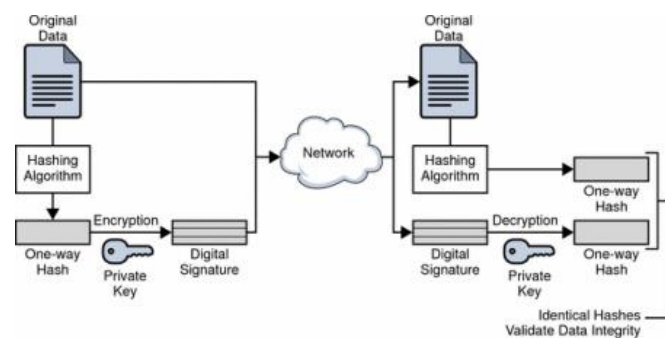 Original
Data
Hashing
Algorithm
One-way
Hash
Encryption
Private
Key
Digital
Signature
Network
Original
Data
Hashing
Algorithm
One-way
Hash
Digital
Signature
Decryption
Private
Key
One-way
Hash
Identical Hashes
Validate Data Integrity